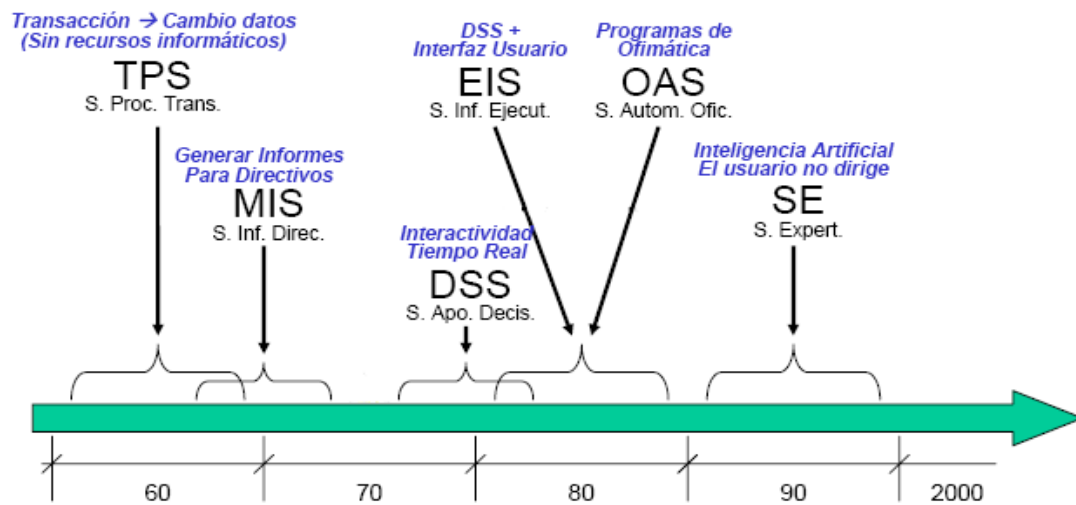 Transacción → Cambio datos
(Sin recursos informáticos)
TPS
S. Proc. Trans.
DSS +
Interfaz Usuario
EIS
S. Inf. Ejecut.
Programas de
Ofimática
OAS
S. Autom. Ofic.
Generar Informes
Para Directivos
MIS
S. Inf. Direc.
Interactividad
Tiempo Real
DSS
S. Apo. Decis.
Inteligencia Artificial
El usuario no dirige
SE
S. Expert.
60
70
80
90
2000